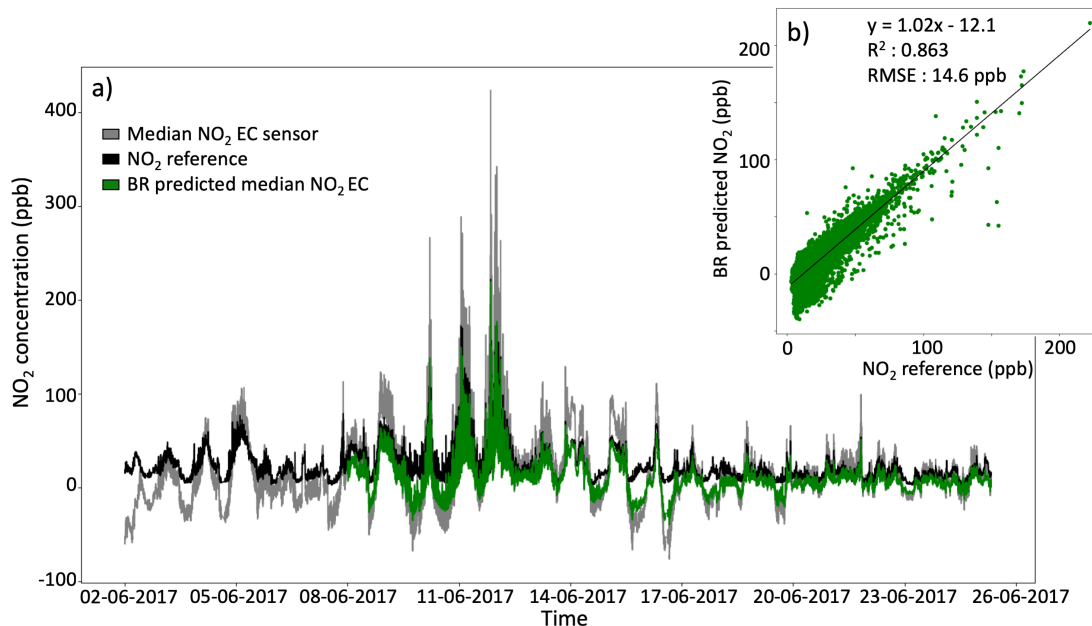 a)
Median NO₂ EC sensor
NO₂ reference
BR predicted median NO₂ EC
NO₂ concentration (ppb)
400
300
200
100
0
-100
02-06-2017 05-06-2017 08-06-2017 11-06-2017 14-06-2017 17-06-2017 20-06-2017 23-06-2017 26-06-2017
Time
b)
y = 1.02x - 12.1
R² : 0.863
RMSE : 14.6 ppb
BR predicted NO₂ (ppb)
200
100
0
0 100 200
NO₂ reference (ppb)